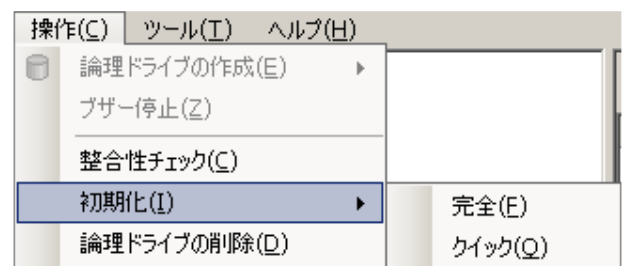 操作(C) ツール(T) ヘルプ(H)
論理ドライブの作成(E)
ブザー停止(Z)
整合性チェック(C)
初期化(I)
完全(F)
論理ドライブの削除(D)
クイック(Q)